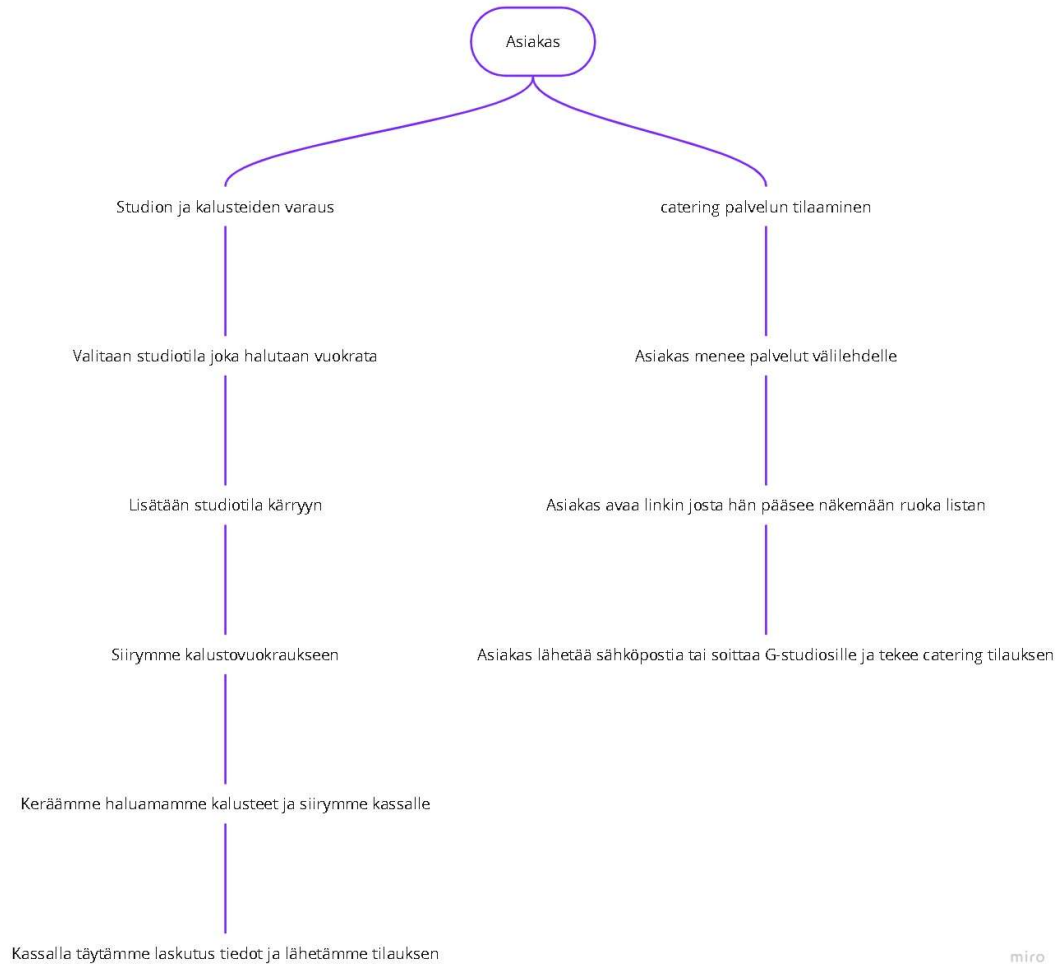 Asiakas
Studion ja kalusteiden varaus
catering palvelun tilaaminen
Valitaan studiotila joka halutaan vuokrata
Asiakas menee palvelut välilehdelle
Lisätään studiotila kärryyn
Asiakas avaa linkin josta hän pääsee näkemään ruoka listan
Siirymme kalustovuokraukseen
Asiakas lähetää sähköpostia tai soittaa G-studiosille ja tekee catering tilauksen
Keräämme haluamamme kalusteet ja siirymme kassalle
Kassalla täytämme laskutus tiedot ja lähetämme tilauksen
miro